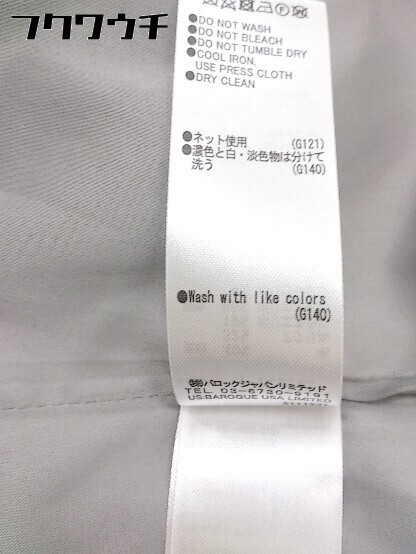 フクワウチ
●DO NOT WASH
●DO NOT BLEACH
●DO NOT TUMBLE DRY
●COOL IRON.
USE PRESS CLOTH
●DRY CLEAN
●ネット使用 (G121)
●濃色と白・淡色物は分けて
洗う (G140)
●Wash with like colors
(G140)
㈱バロックジャパンリミテッド
TEL. 03-6730-9191
US:BAROQUE USA LIMITED